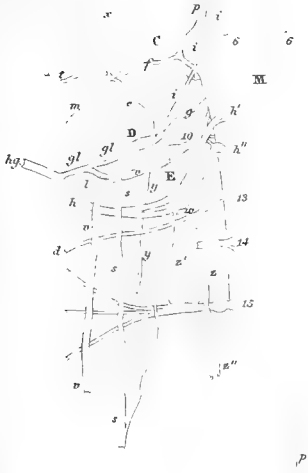 x p i
C i 6 6
t f M
m c i g h'
D 10 h''
hg gl gl
l v y E
s
h w 13
v
d 14
s y z'
z
15
v z''
s
p